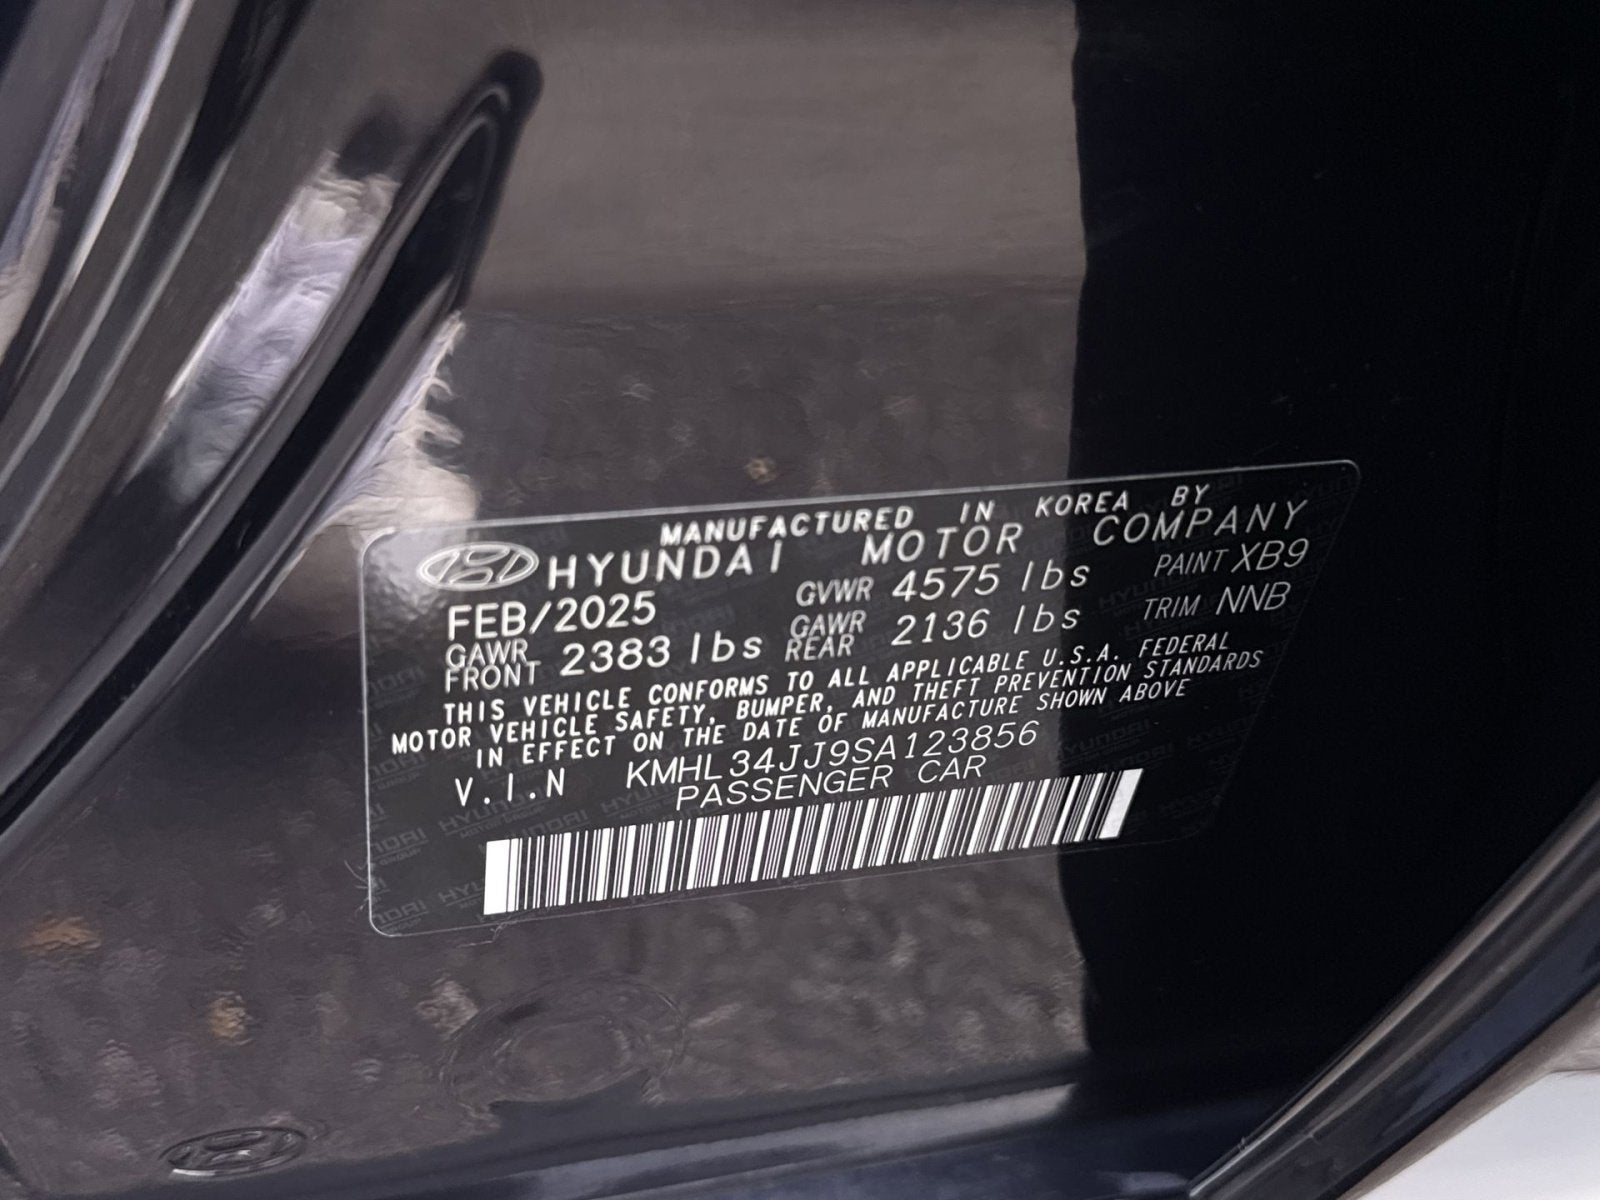 MANUFACTURED IN KOREA BY
HYUNDAI MOTOR COMPANY
FEB/2025 GVWR 4575 lbs PAINT XB9
GAWR FRONT 2383 lbs GAWR REAR 2136 lbs TRIM NNB
THIS VEHICLE CONFORMS TO ALL APPLICABLE U.S.A. FEDERAL
MOTOR VEHICLE SAFETY, BUMPER, AND THEFT PREVENTION STANDARDS
IN EFFECT ON THE DATE OF MANUFACTURE SHOWN ABOVE
V.I.N KMHL34JJ9SA123856
PASSENGER CAR